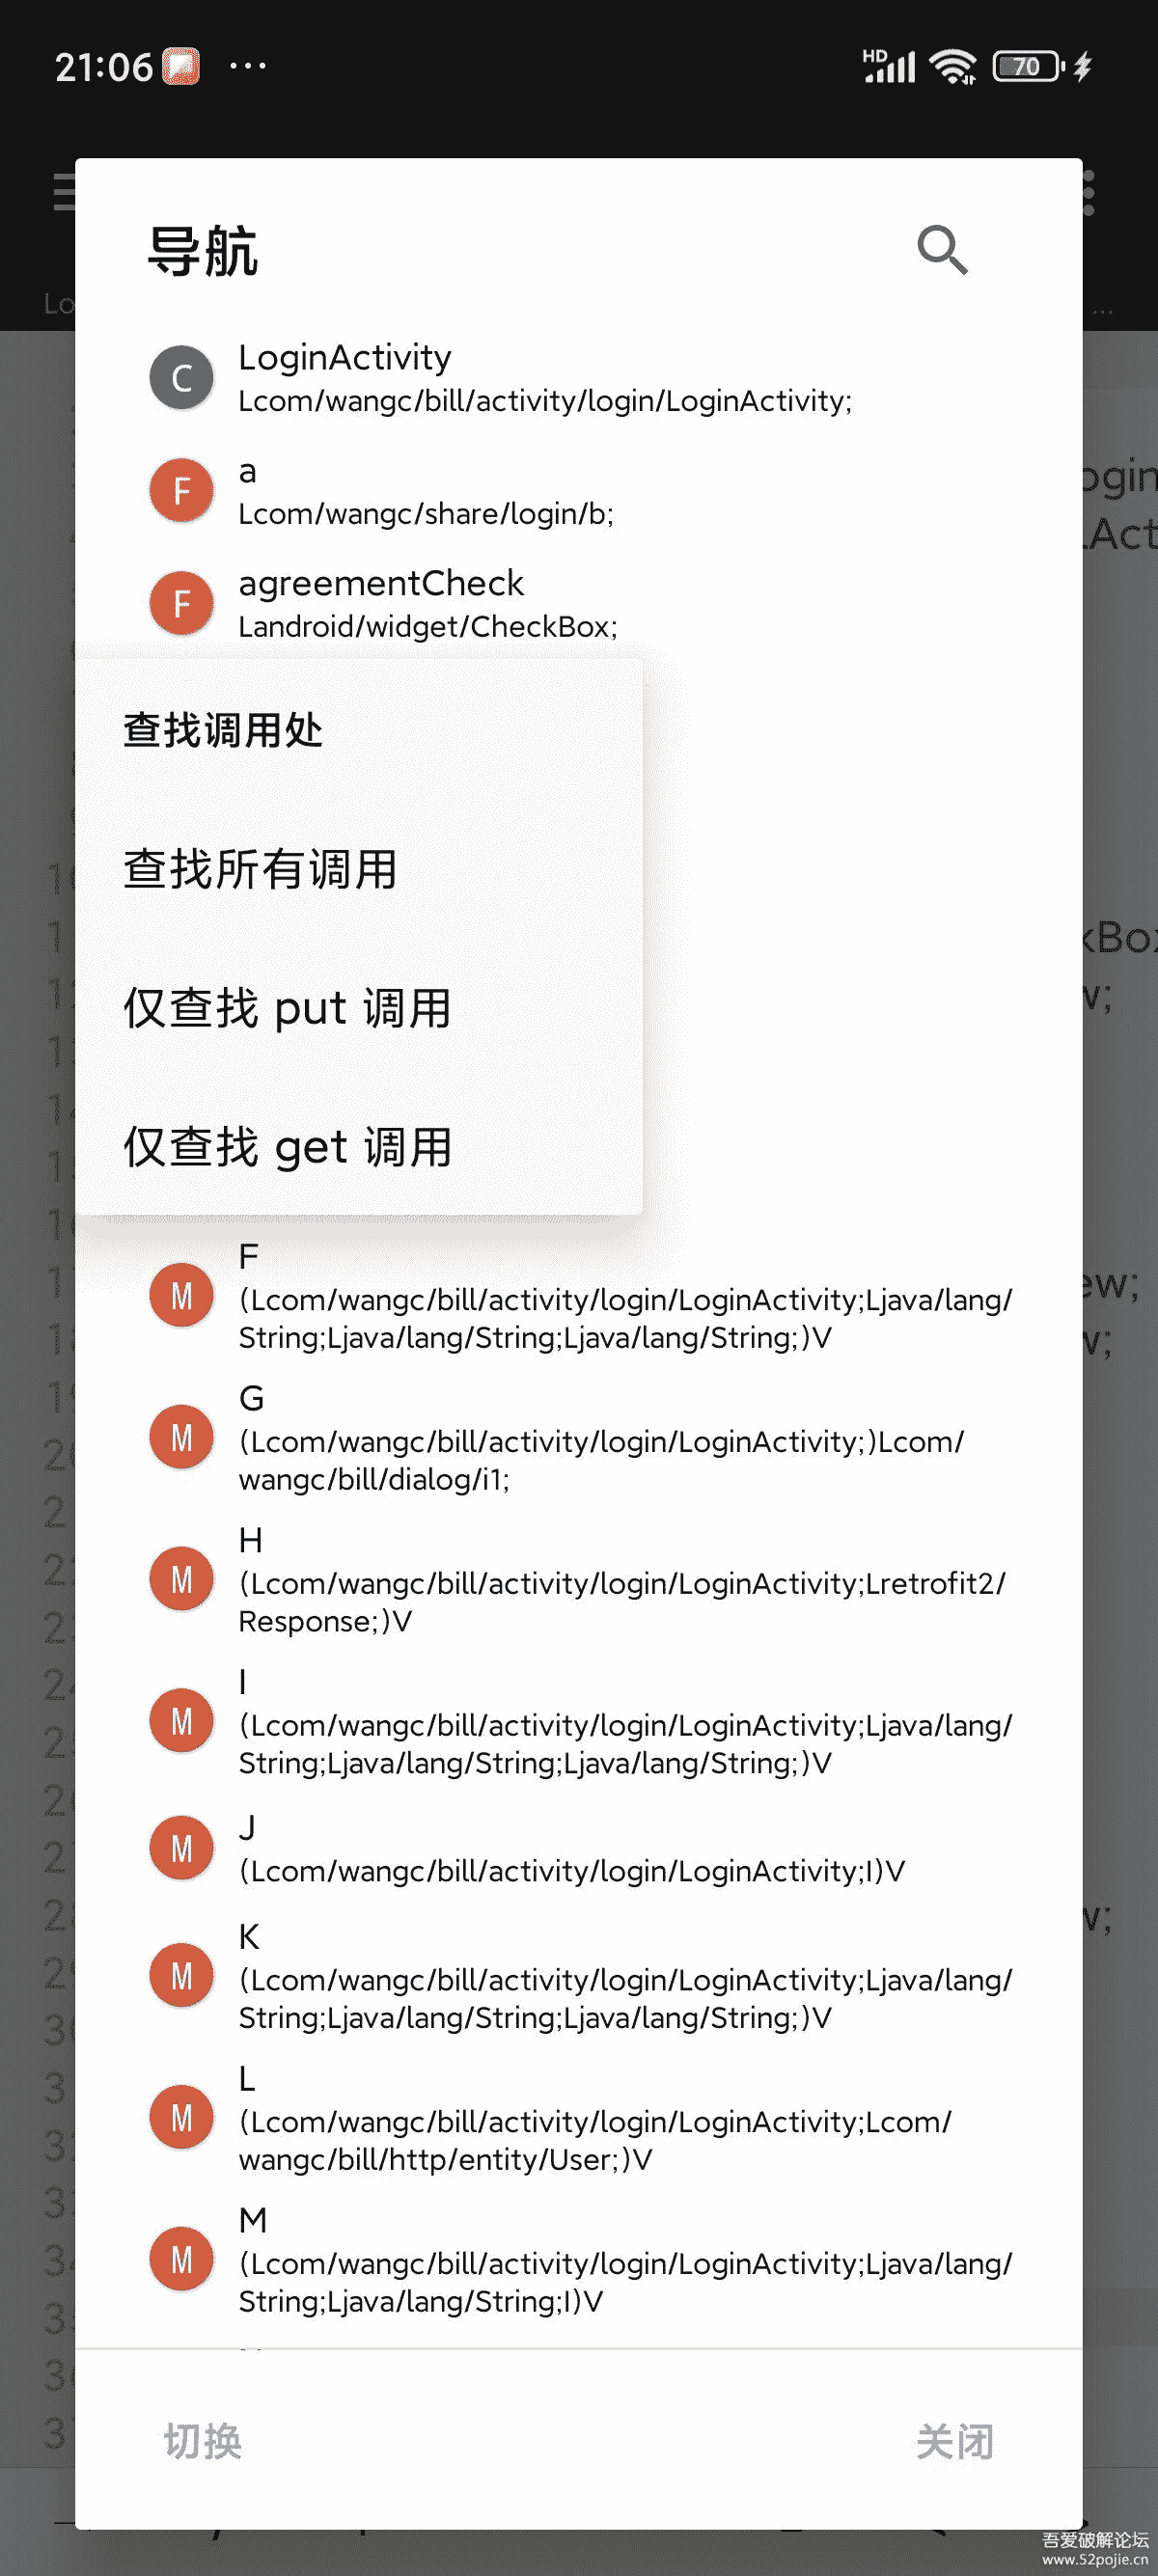 21:06
HD
70
导航
Lo
...
LoginActivity
Lcom/wangc/bill/activity/login/LoginActivity;
C
a
Lcom/wangc/share/login/b;
F
agreementCheck
Landroid/widget/CheckBox;
F
查找调用处
查找所有调用
仅查找 put 调用
仅查找 get 调用
F
(Lcom/wangc/bill/activity/login/LoginActivity;Ljava/lang/
String;Ljava/lang/String;Ljava/lang/String;)V
M
G
(Lcom/wangc/bill/activity/login/LoginActivity;)Lcom/
wangc/bill/dialog/i1;
M
H
(Lcom/wangc/bill/activity/login/LoginActivity;Lretrofit2/
Response;)V
M
I
(Lcom/wangc/bill/activity/login/LoginActivity;Ljava/lang/
String;Ljava/lang/String;Ljava/lang/String;)V
M
J
(Lcom/wangc/bill/activity/login/LoginActivity;I)V
M
K
(Lcom/wangc/bill/activity/login/LoginActivity;Ljava/lang/
String;Ljava/lang/String;Ljava/lang/String;)V
M
L
(Lcom/wangc/bill/activity/login/LoginActivity;Lcom/
wangc/bill/http/entity/User;)V
M
M
(Lcom/wangc/bill/activity/login/LoginActivity;Ljava/lang/
String;Ljava/lang/String;I)V
M
切换
关闭
吾爱破解论坛
www.52pojie.cn